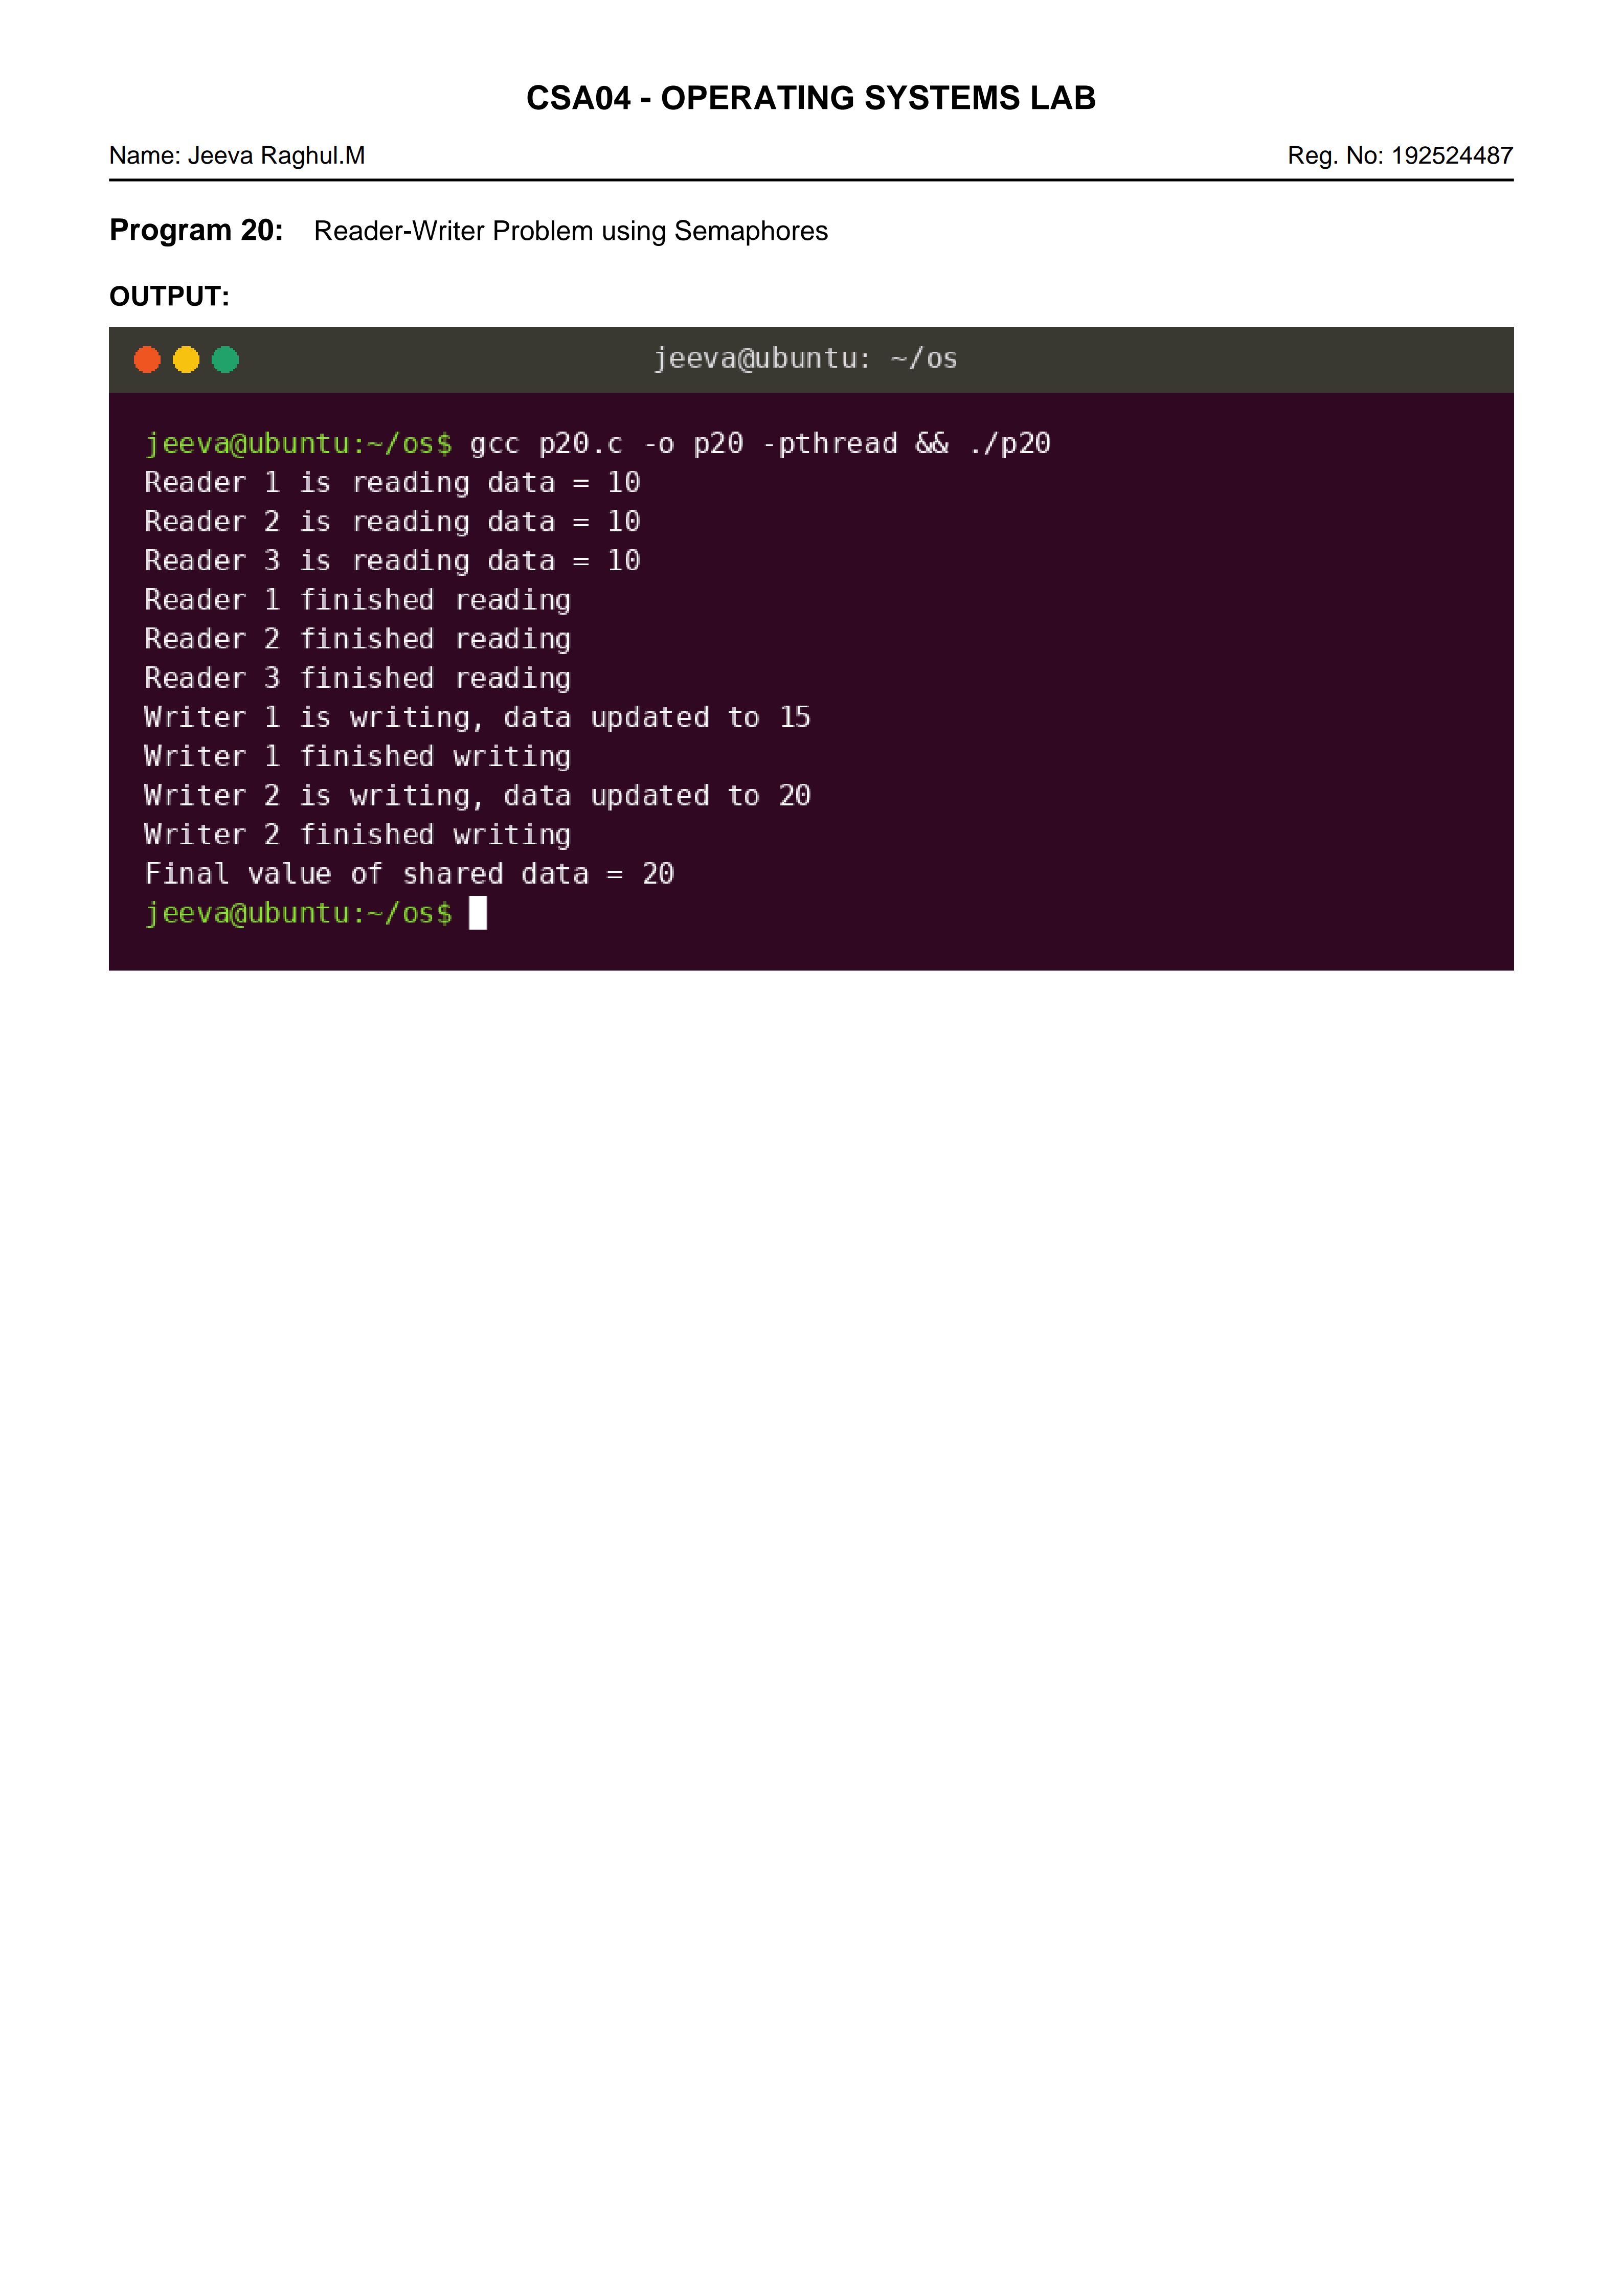 CSA04 - OPERATING SYSTEMS LAB
Name: Jeeva Raghul.M Reg. No: 192524487
Program 20: Reader-Writer Problem using Semaphores
OUTPUT:
jeeva@ubuntu: ~/os
jeeva@ubuntu:~/os$ gcc p20.c -o p20 -pthread && ./p20
Reader 1 is reading data = 10
Reader 2 is reading data = 10
Reader 3 is reading data = 10
Reader 1 finished reading
Reader 2 finished reading
Reader 3 finished reading
Writer 1 is writing, data updated to 15
Writer 1 finished writing
Writer 2 is writing, data updated to 20
Writer 2 finished writing
Final value of shared data = 20
jeeva@ubuntu:~/os$